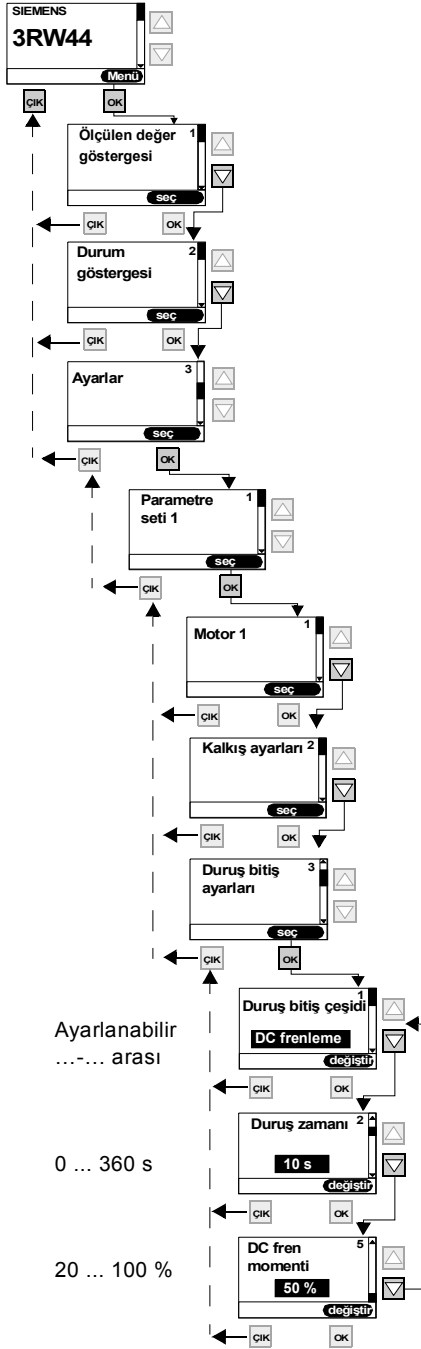 SIEMENS
3RW44
Menü
ÇIK OK
Ölçülen değer 1
göstergesi
seç
ÇIK OK
Durum 2
göstergesi
seç
ÇIK OK
Ayarlar 3
seç
ÇIK OK
Parametre 1
seti 1
seç
ÇIK OK
Motor 1 1
seç
ÇIK OK
Kalkış ayarları 2
seç
ÇIK OK
Duruş bitiş 3
ayarları
seç
ÇIK OK
1
Duruş bitiş çeşidi
Ayarlanabilir
DC frenleme
...-... arası
değiştir
ÇIK OK
Duruş zamanı 2
0 ... 360 s
10 s
değiştir
ÇIK OK
DC fren 5
momenti
20 ... 100 %
50 %
değiştir
ÇIK OK